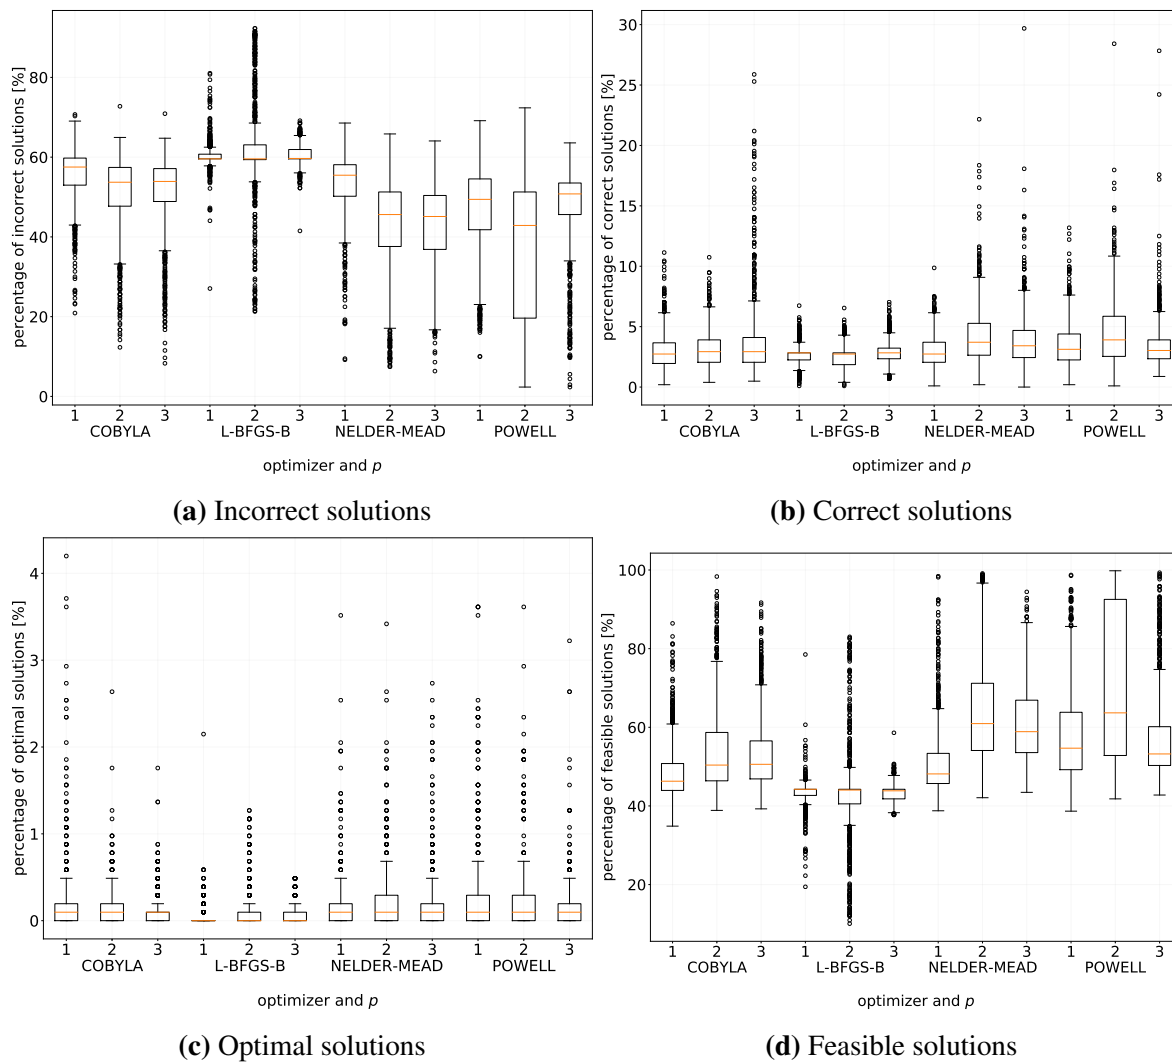 percentage of incorrect solutions [%]
80
60
40
20
0
1 2 3 1 2 3 1 2 3 1 2 3
COBYLA L-BFGS-B NELDER-MEAD POWELL
optimizer and p
(a) Incorrect solutions
percentage of correct solutions [%]
30
25
20
15
10
5
0
1 2 3 1 2 3 1 2 3 1 2 3
COBYLA L-BFGS-B NELDER-MEAD POWELL
optimizer and p
(b) Correct solutions
percentage of optimal solutions [%]
4
3
2
1
0
1 2 3 1 2 3 1 2 3 1 2 3
COBYLA L-BFGS-B NELDER-MEAD POWELL
optimizer and p
(c) Optimal solutions
percentage of feasible solutions [%]
100
80
60
40
20
1 2 3 1 2 3 1 2 3 1 2 3
COBYLA L-BFGS-B NELDER-MEAD POWELL
optimizer and p
(d) Feasible solutions